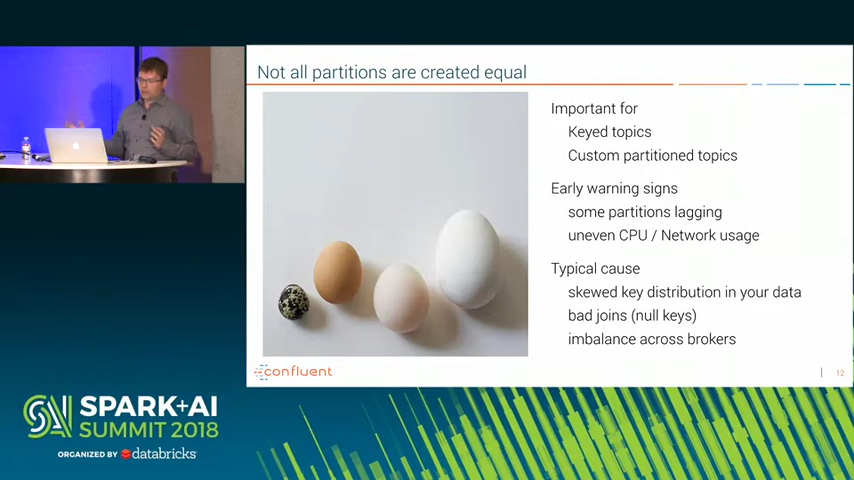 Not all partitions are created equal
Important for
Keyed topics
Custom partitioned topics
Early warning signs
some partitions lagging
uneven CPU / Network usage
Typical cause
skewed key distribution in your data
bad joins (null keys)
imbalance across brokers
confluent
12
SPARK+AI
SUMMIT 2018
ORGANIZED BY databricks